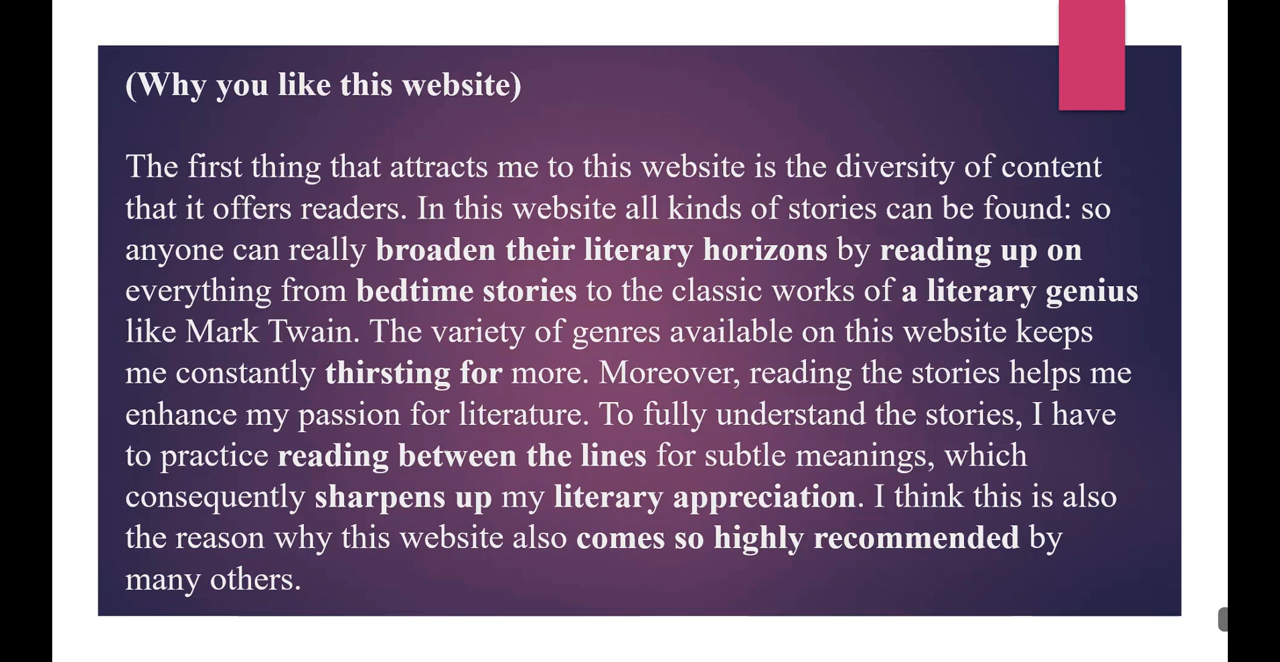 (Why you like this website)
The first thing that attracts me to this website is the diversity of content
that it offers readers. In this website all kinds of stories can be found: so
anyone can really broaden their literary horizons by reading up on
everything from bedtime stories to the classic works of a literary genius
like Mark Twain. The variety of genres available on this website keeps
me constantly thirsting for more. Moreover, reading the stories helps me
enhance my passion for literature. To fully understand the stories, I have
to practice reading between the lines for subtle meanings, which
consequently sharpens up my literary appreciation. I think this is also
the reason why this website also comes so highly recommended by
many others.